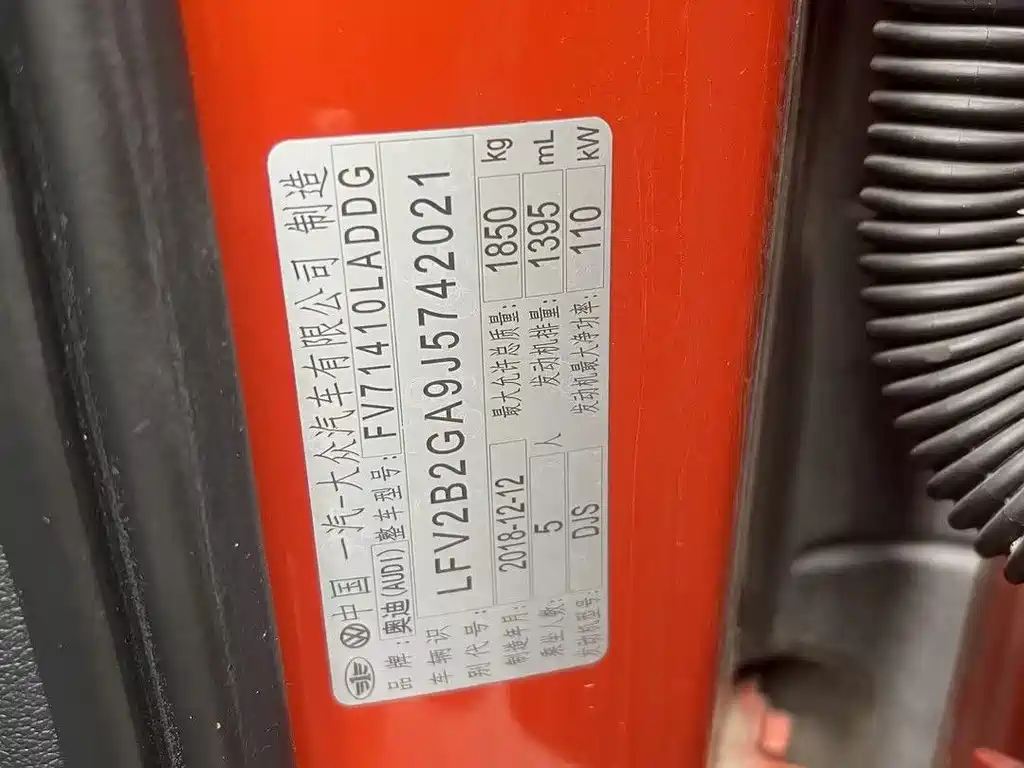 中国 一汽-大众汽车有限公司 制造
品牌:奥迪(AUDI) 整车型号: FV71410LADDG
车辆识别代号: LFV2B2GA9J5742021
制造年月: 2018-12-12 最大允许总质量: 1850 kg
乘坐人数: 5 人 发动机排量: 1395 mL
发动机型号: DJS 发动机最大净功率: 110 kW